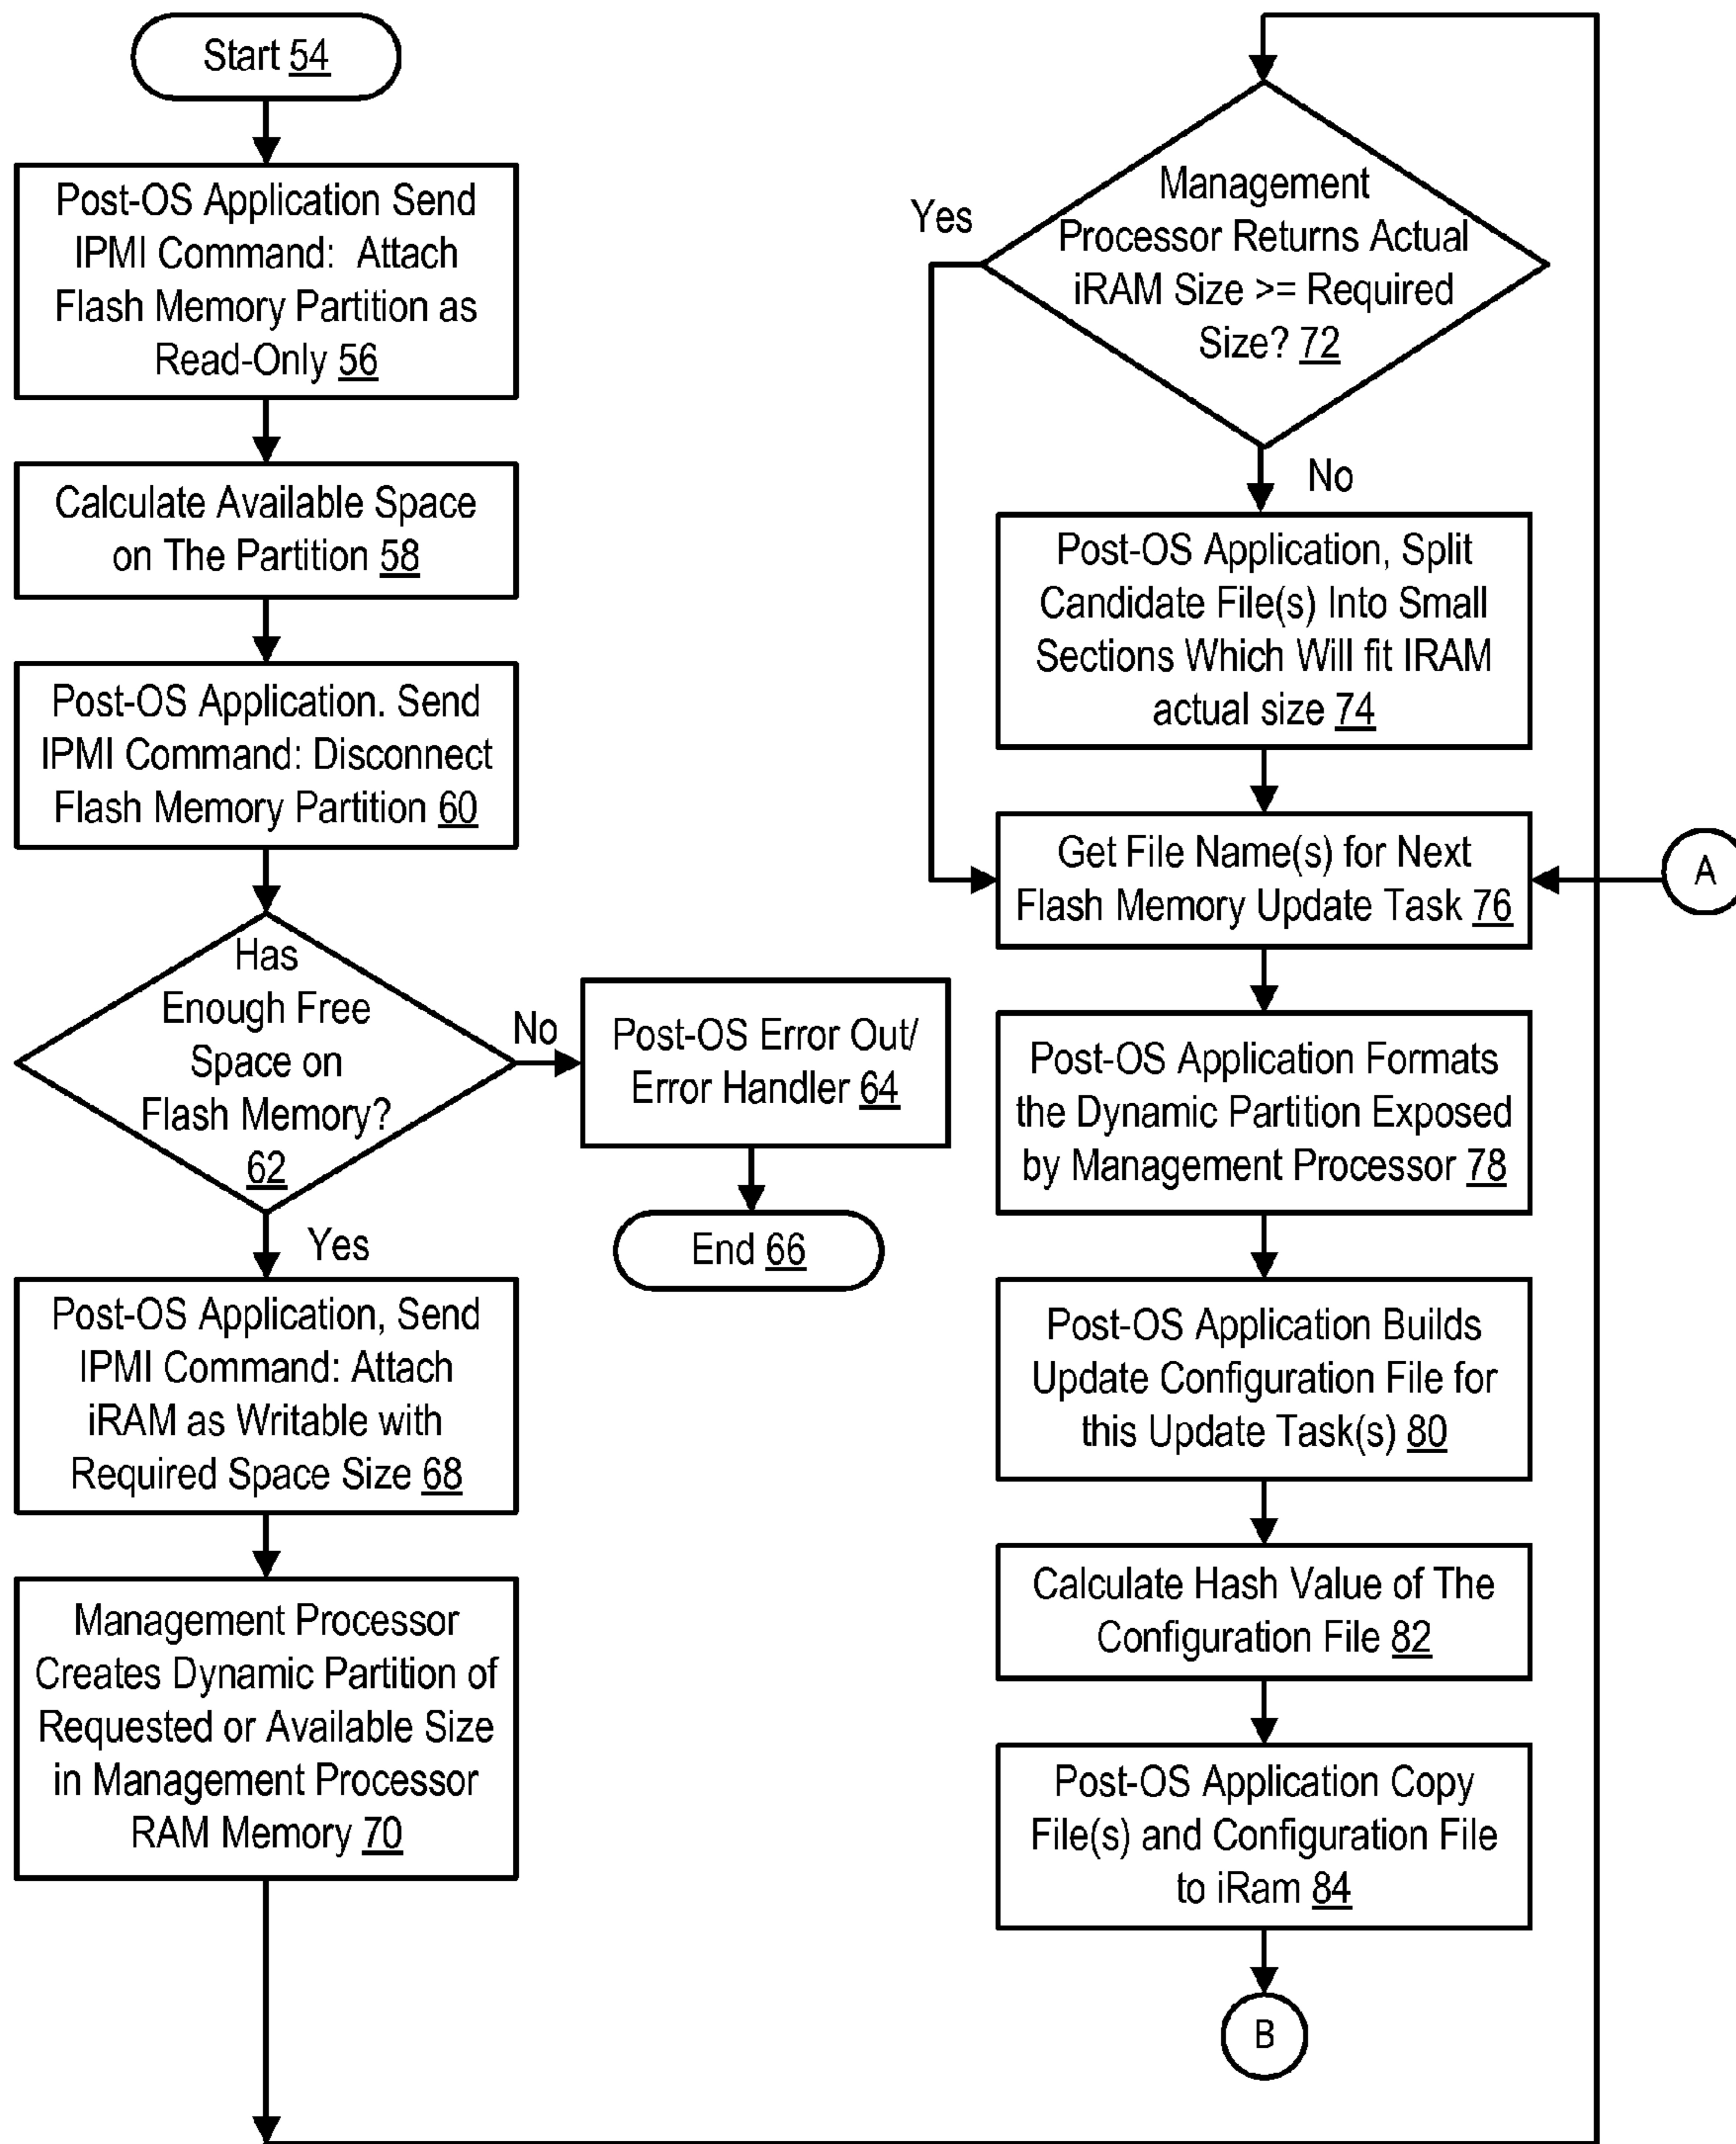 Start 54
Post-OS Application Send
IPMI Command: Attach
Flash Memory Partition as
Read-Only 56
Calculate Available Space
on The Partition 58
Post-OS Application. Send
IPMI Command: Disconnect
Flash Memory Partition 60
Has
Enough Free
Space on
Flash Memory?
62
No
Post-OS Error Out/
Error Handler 64
End 66
Yes
Post-OS Application, Send
IPMI Command: Attach
iRAM as Writable with
Required Space Size 68
Management Processor
Creates Dynamic Partition of
Requested or Available Size
in Management Processor
RAM Memory 70
Management
Processor Returns Actual
iRAM Size >= Required
Size? 72
Yes
No
Post-OS Application, Split
Candidate File(s) Into Small
Sections Which Will fit IRAM
actual size 74
Get File Name(s) for Next
Flash Memory Update Task 76
A
Post-OS Application Formats
the Dynamic Partition Exposed
by Management Processor 78
Post-OS Application Builds
Update Configuration File for
this Update Task(s) 80
Calculate Hash Value of The
Configuration File 82
Post-OS Application Copy
File(s) and Configuration File
to iRam 84
B